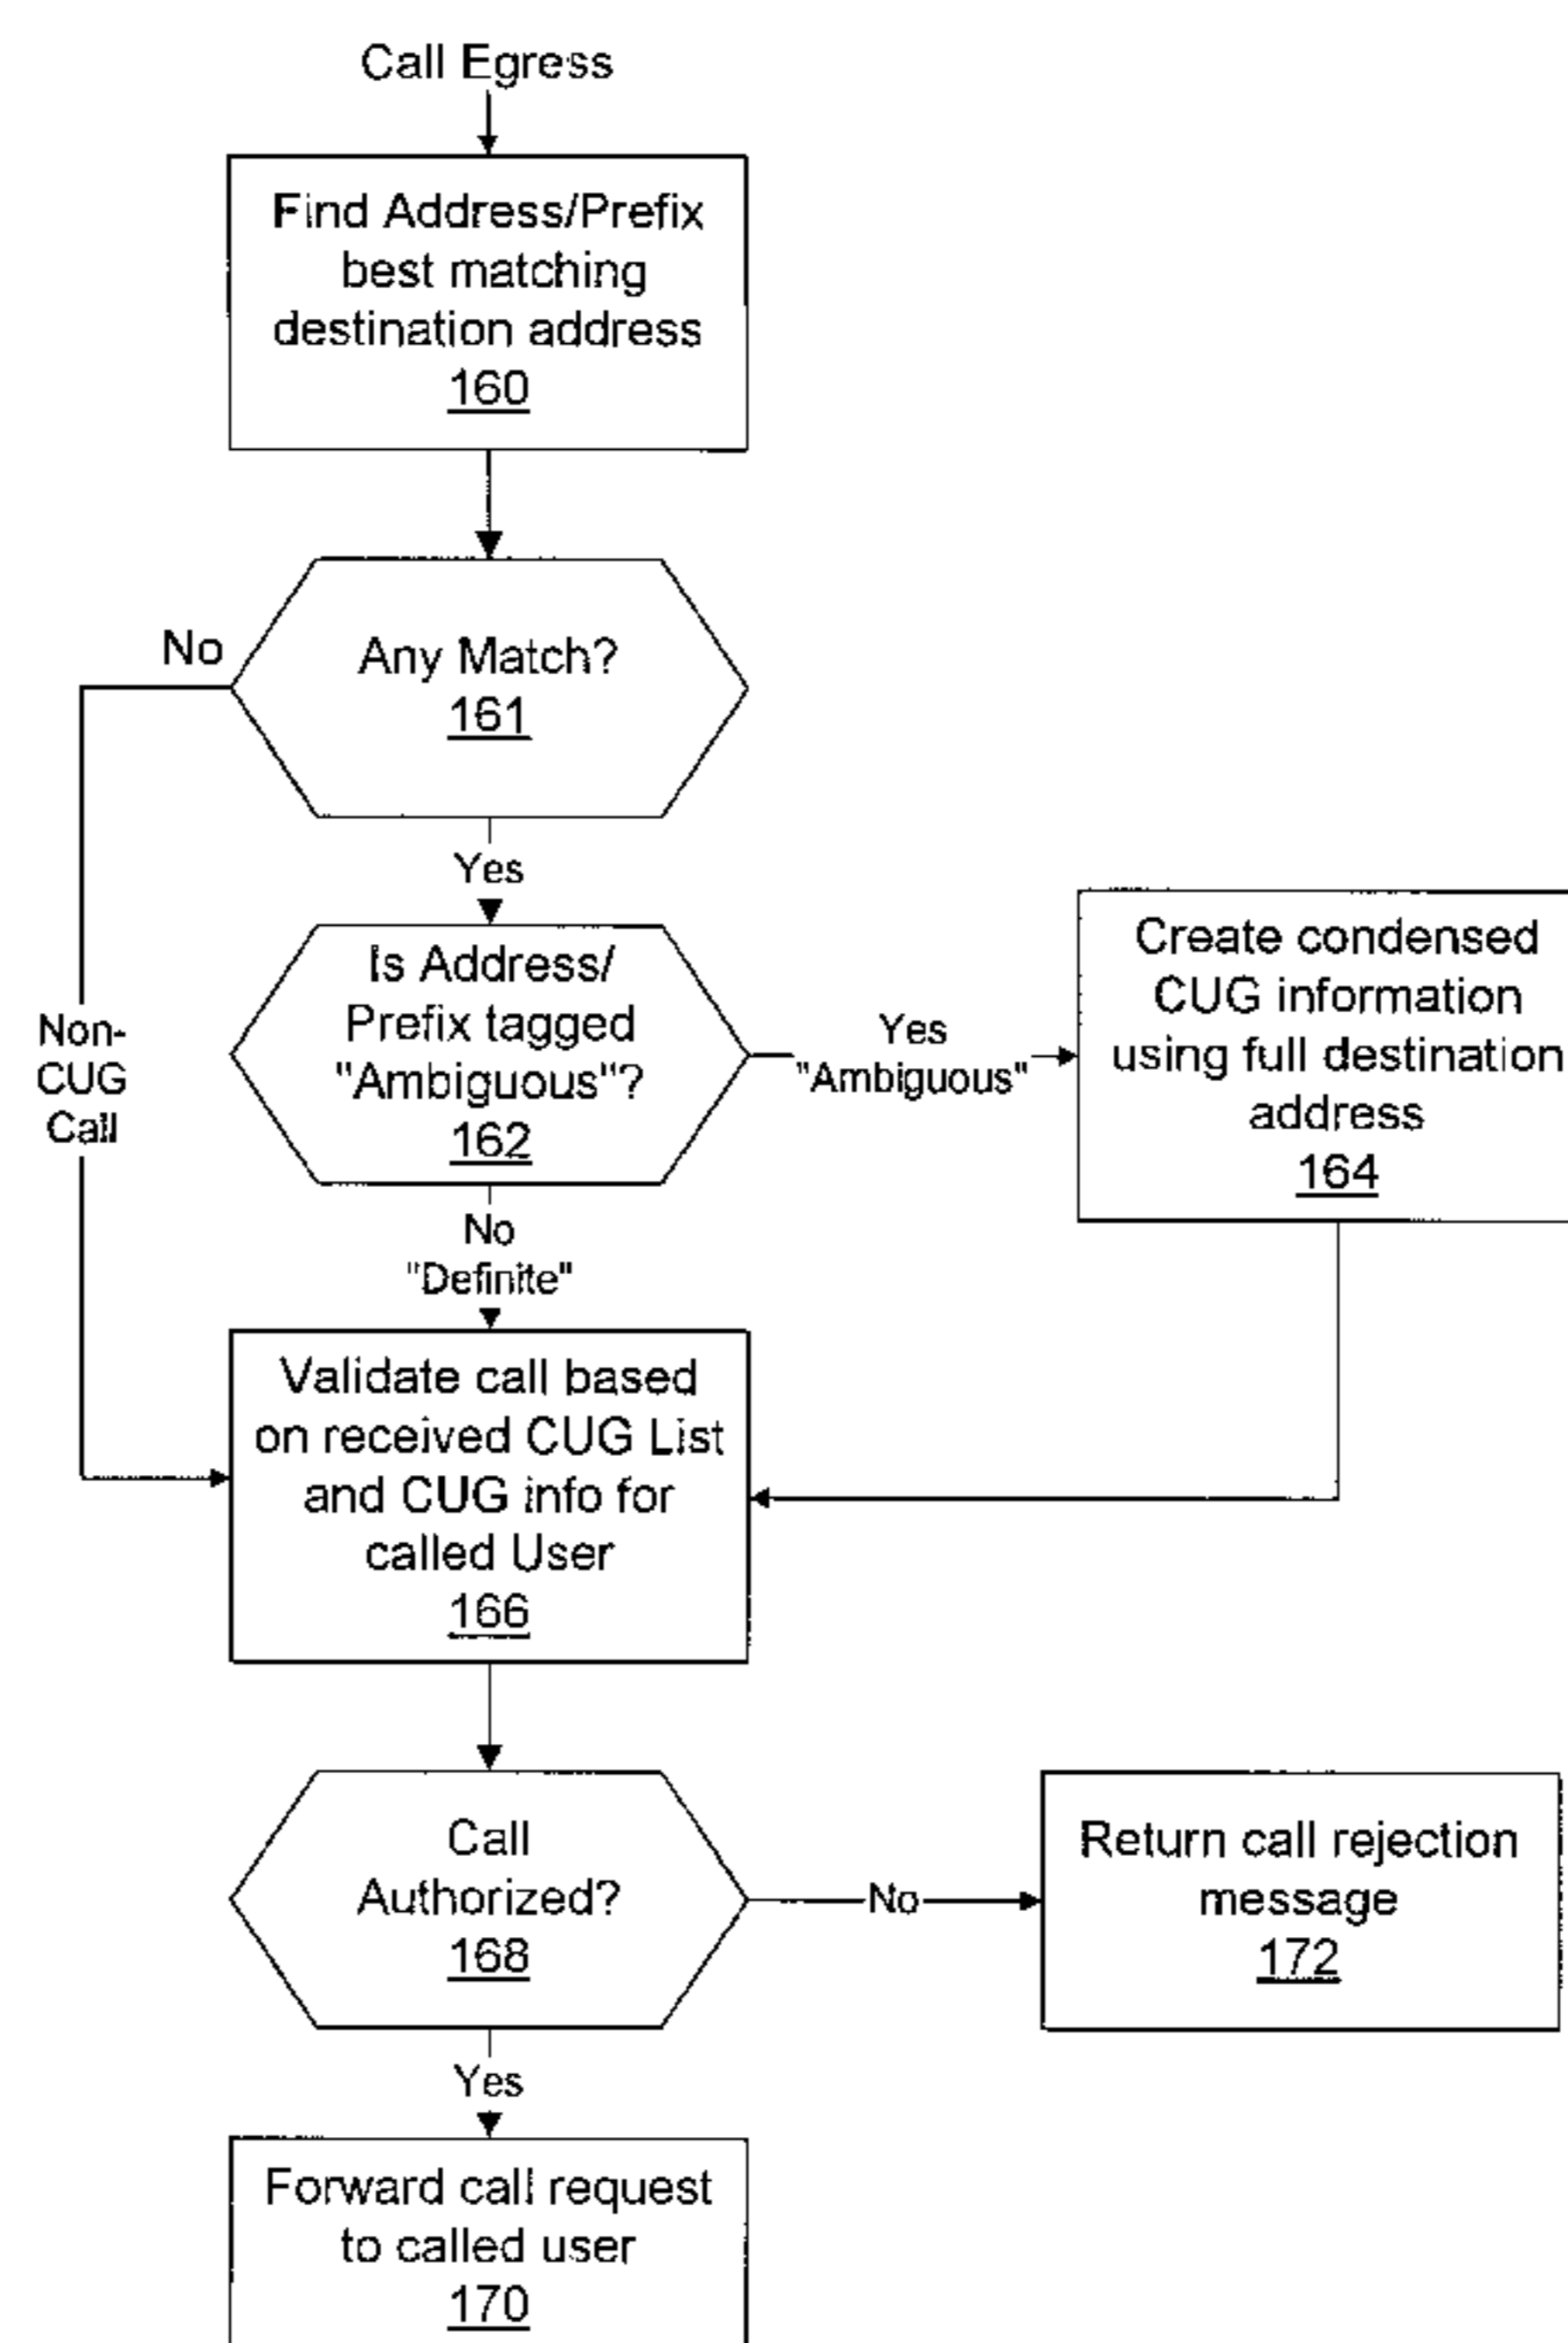 Call Egress
Find Address/Prefix
best matching
destination address
160
Any Match?
161
No
Yes
Non-
CUG
Call
Is Address/
Prefix tagged
"Ambiguous"?
162
Yes
"Ambiguous"
Create condensed
CUG information
using full destination
address
164
No
"Definite"
Validate call based
on received CUG List
and CUG info for
called User
166
Call
Authorized?
168
No
Return call rejection
message
172
Yes
Forward call request
to called user
170